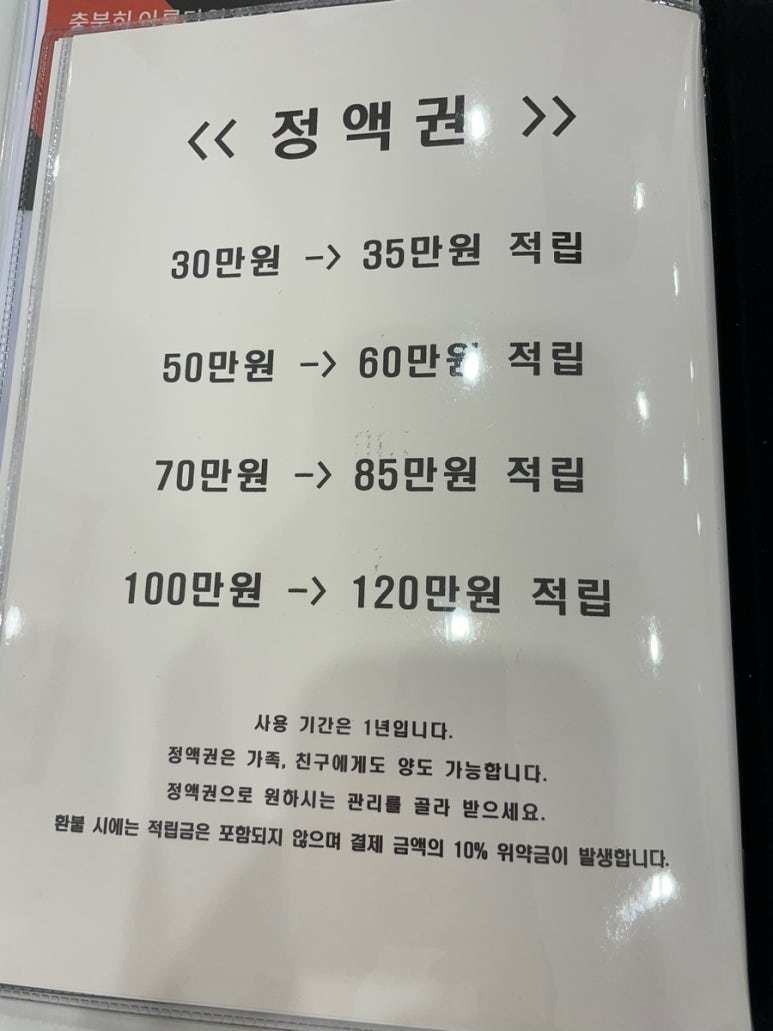 충분히
<< 정액권 >>
30만원 -> 35만원 적립
50만원 -> 60만원 적립
70만원 -> 85만원 적립
100만원 -> 120만원 적립
사용 기간은 1년입니다.
정액권은 가족, 친구에게도 양도 가능합니다.
정액권으로 원하시는 관리를 골라 받으세요.
환불 시에는 적립금은 포함되지 않으며 결제 금액의 10% 위약금이 발생합니다.